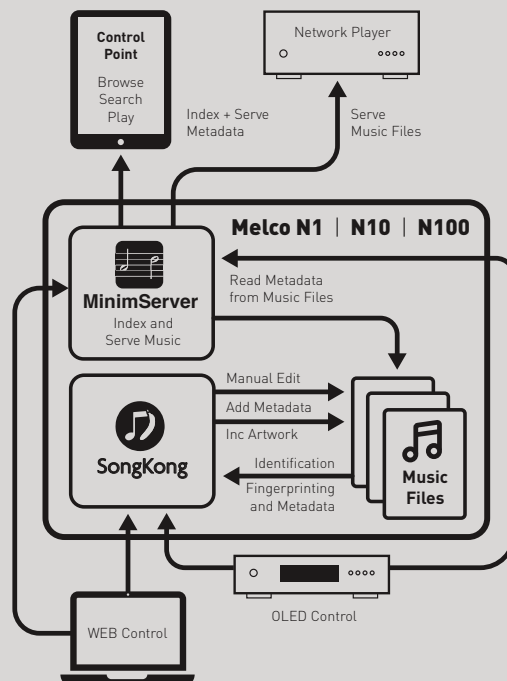 Control
Point
Browse
Search
Play
Network Player
Index + Serve
Metadata
Serve
Music Files
Melco N1 | N10 | N100
MinimServer
Index and
Serve Music
Read Metadata
from Music Files
SongKong
Manual Edit
Add Metadata
Inc Artwork
Identification
Fingerprinting
and Metadata
Music
Files
OLED Control
WEB Control